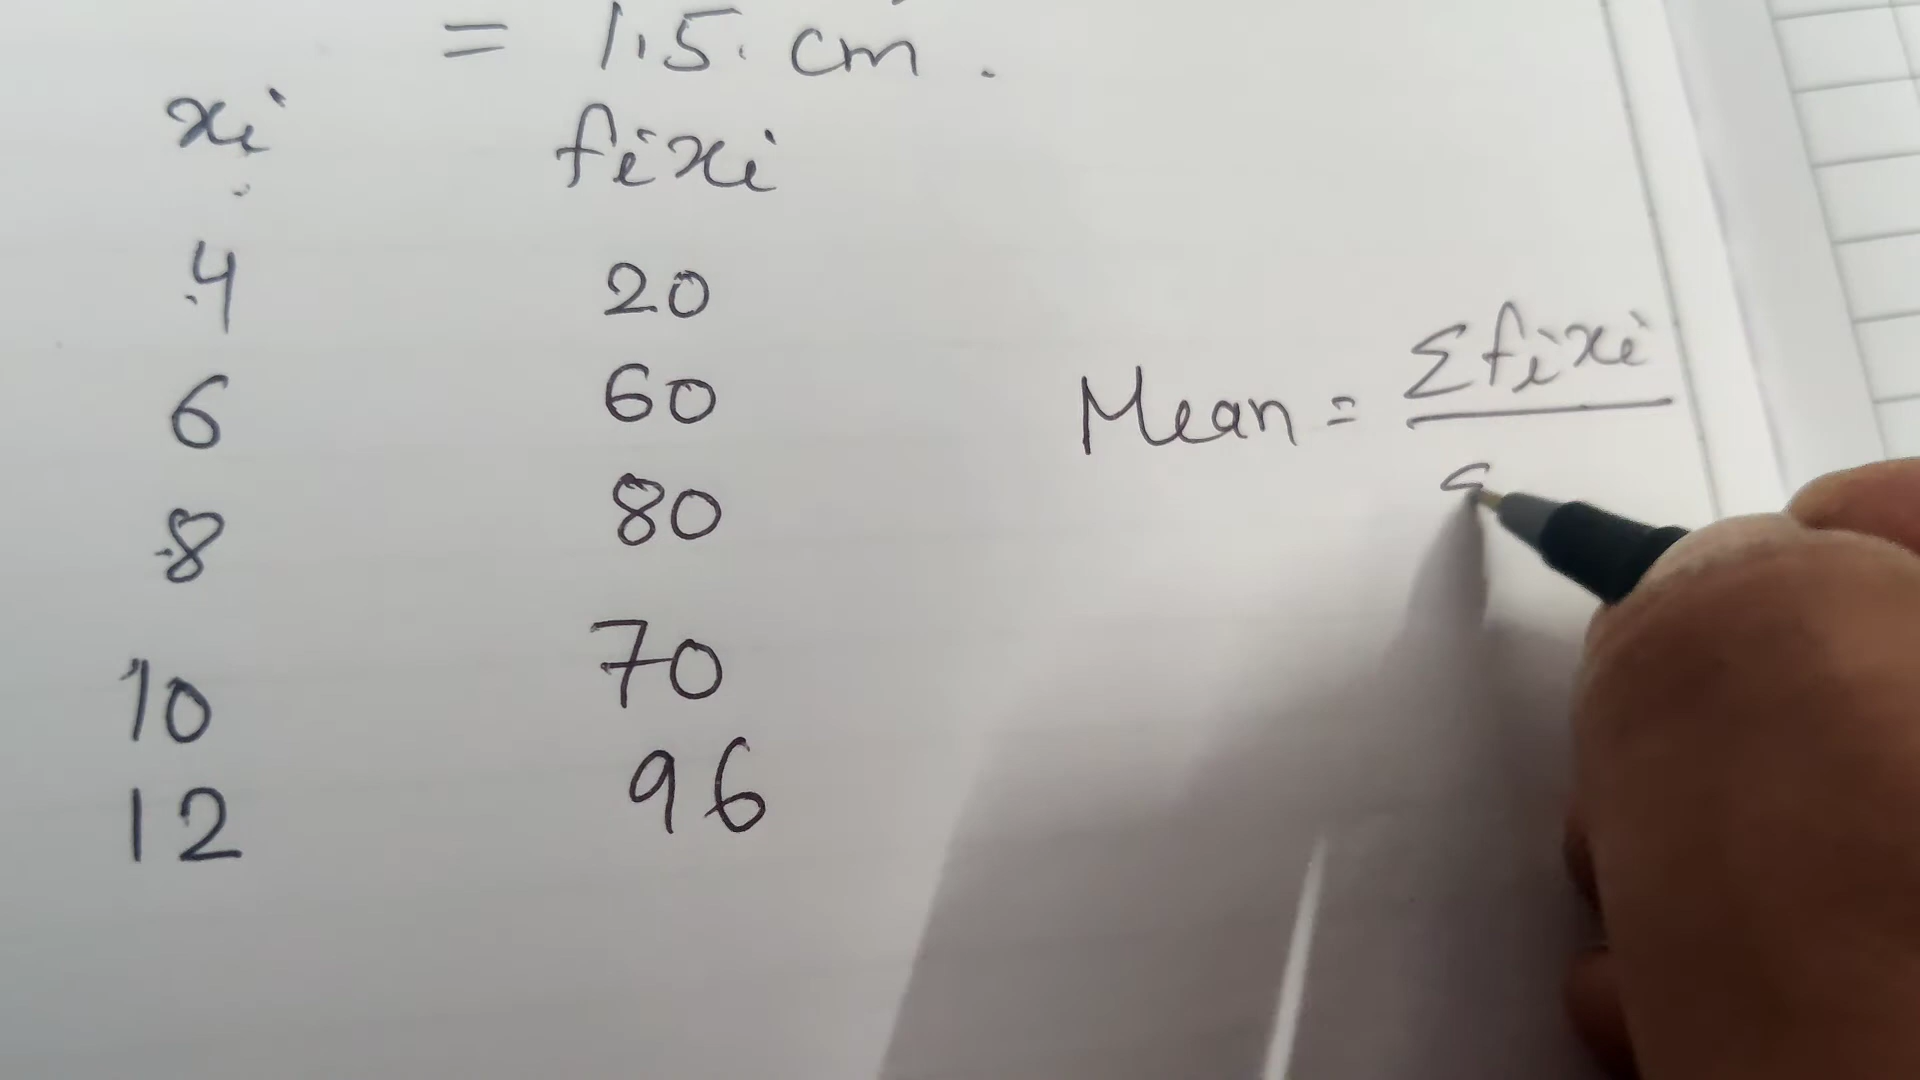 = 1.5. cm.
xi fixi
4 20
6 60
8 80
10 70
12 96
Mean = Σfixi